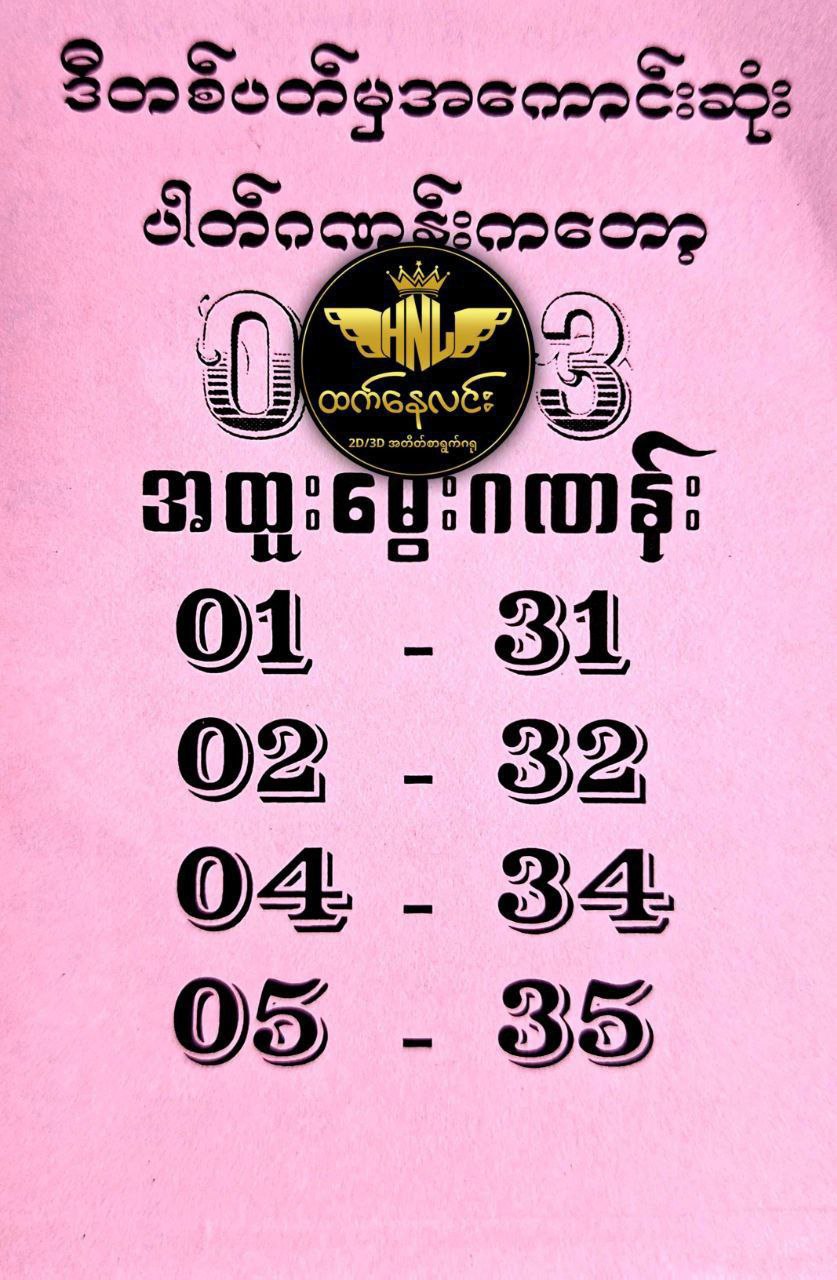 ဒီတစ်ပတ်မှအကောင်းဆုံး
ပါတ်ဂဏန်းကတော့
0 3
HNL
ထက်နေလင်း
2D/3D အတိတ်စာရွက်ဂရု
အထူးမွေးဂဏန်း
01 - 31
02 - 32
04 - 34
05 - 35